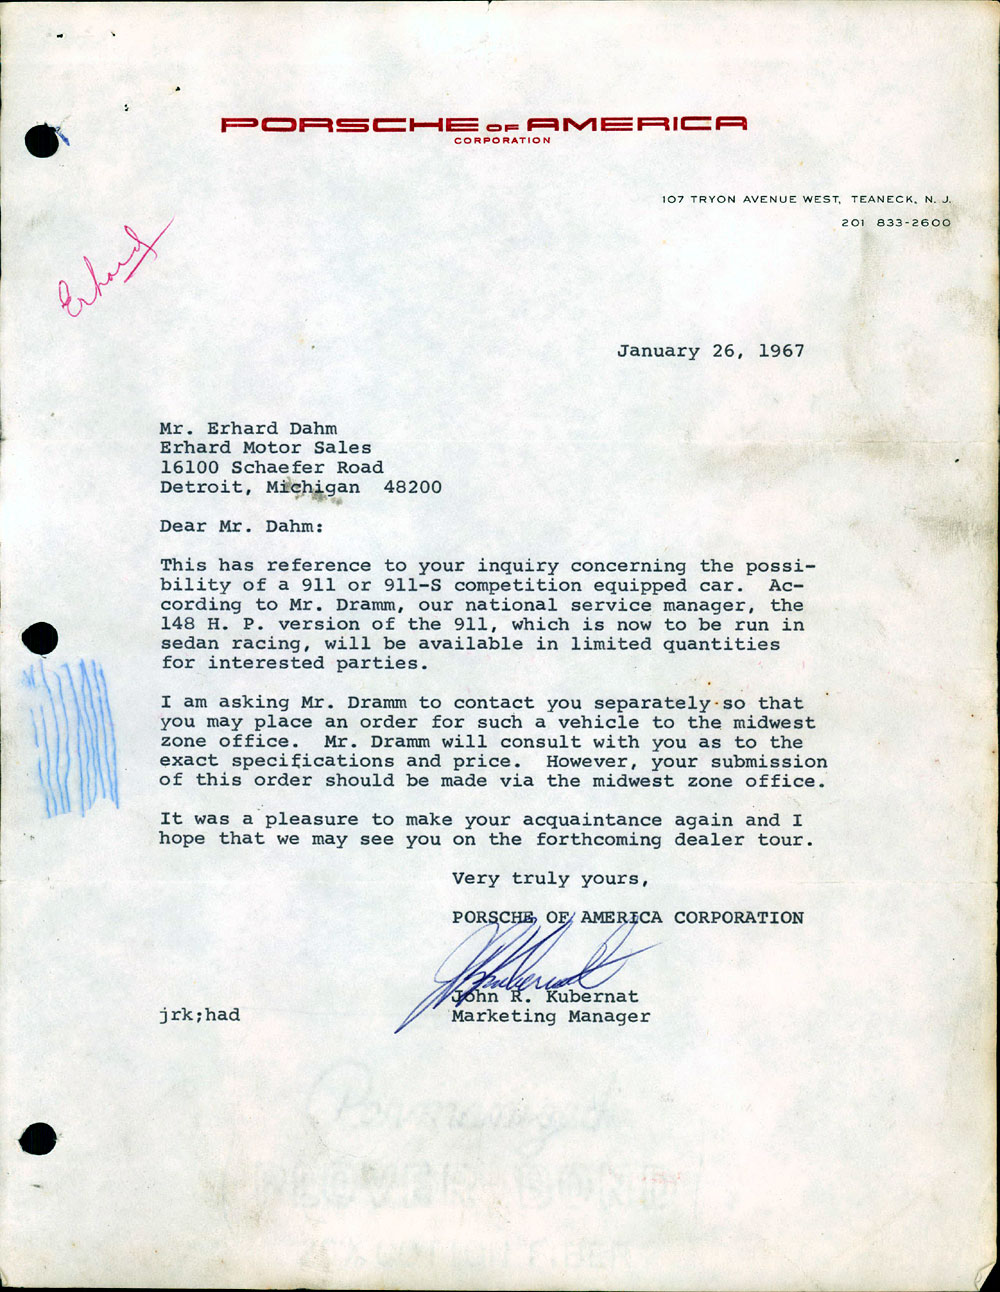 PORSCHE OF AMERICA
CORPORATION
107 TRYON AVENUE WEST, TEANECK, N. J.
201 833-2600
Erhard
January 26, 1967
Mr. Erhard Dahm
Erhard Motor Sales
16100 Schaefer Road
Detroit, Michigan 48200
Dear Mr. Dahm:
This has reference to your inquiry concerning the possi-
bility of a 911 or 911-S competition equipped car. Ac-
cording to Mr. Dramm, our national service manager, the
148 H. P. version of the 911, which is now to be run in
sedan racing, will be available in limited quantities
for interested parties.
I am asking Mr. Dramm to contact you separately so that
you may place an order for such a vehicle to the midwest
zone office. Mr. Dramm will consult with you as to the
exact specifications and price. However, your submission
of this order should be made via the midwest zone office.
It was a pleasure to make your acquaintance again and I
hope that we may see you on the forthcoming dealer tour.
Very truly yours,
PORSCHE OF AMERICA CORPORATION
John R. Kubernat
jrk;had
Marketing Manager